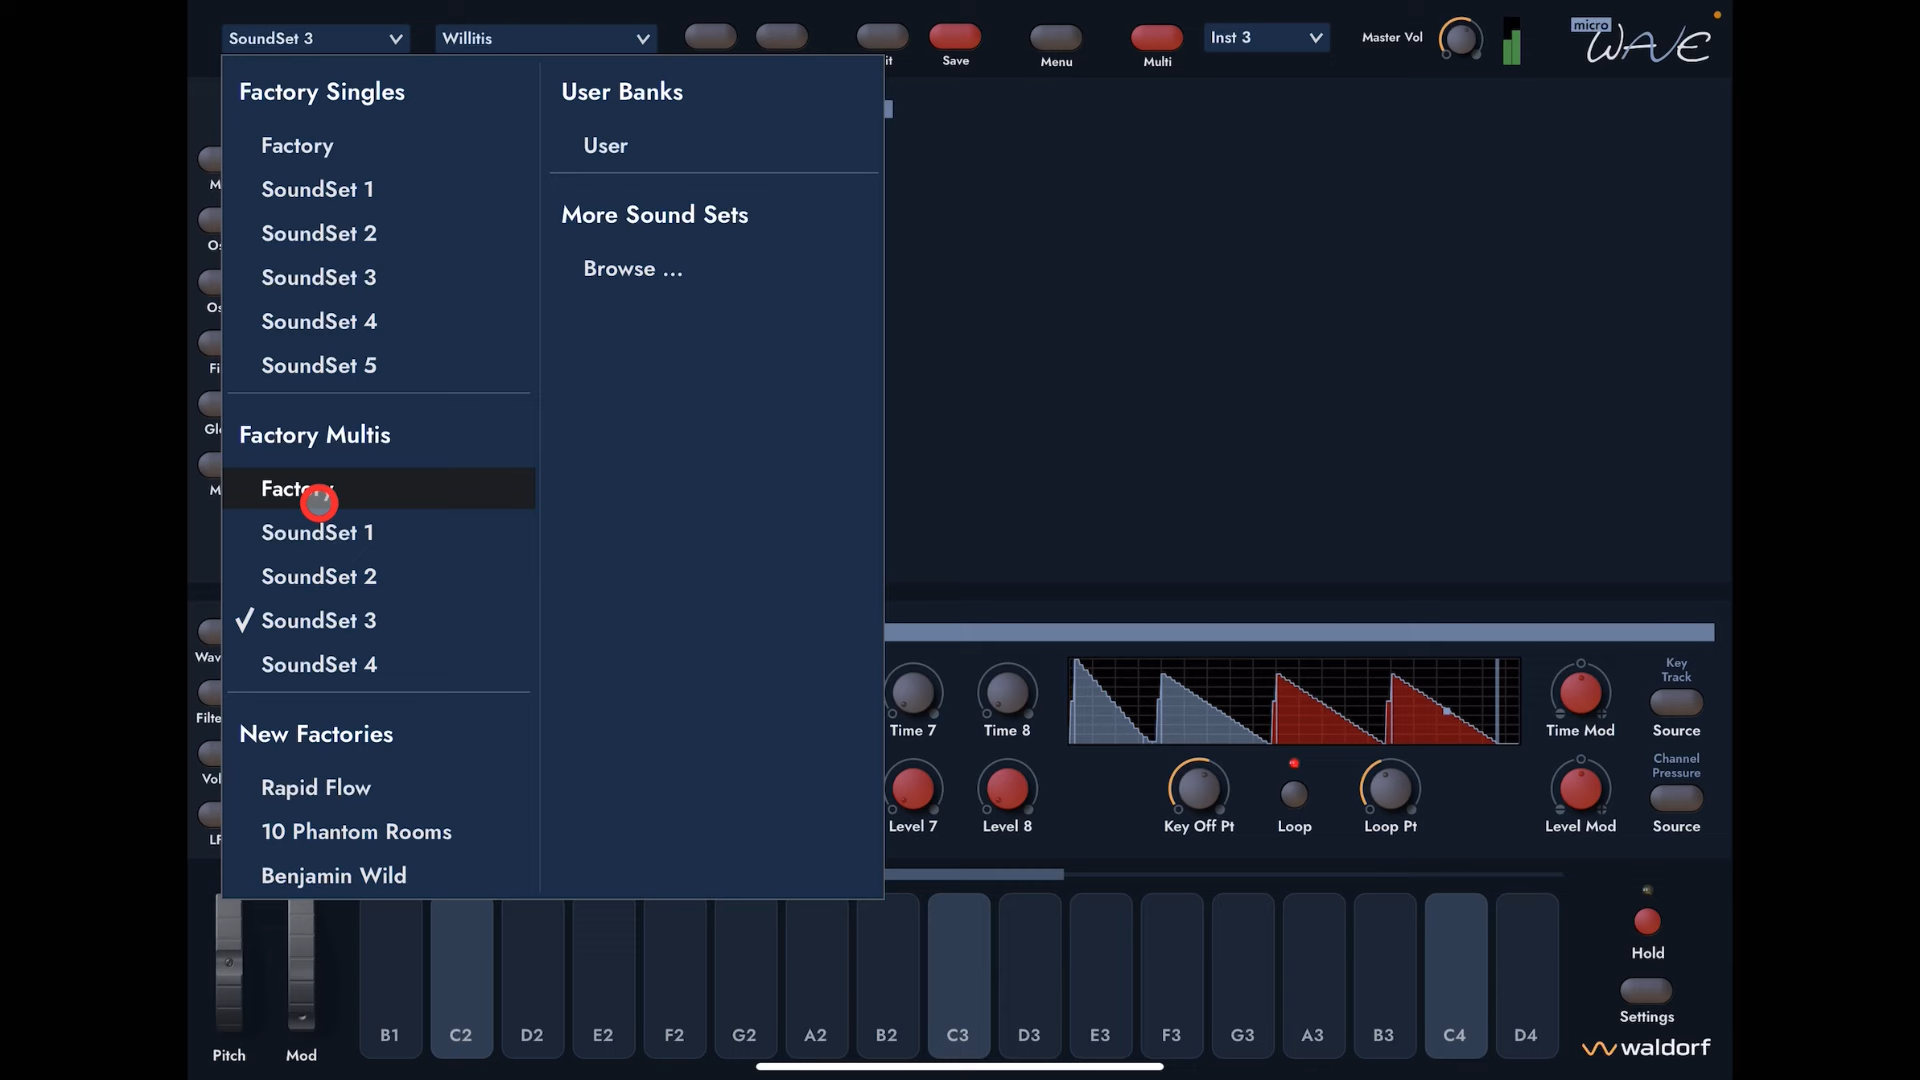 SoundSet 3
Willitis
Save
Menu
Multi
Inst 3
Master Vol
micro
WAVE
Factory Singles
Factory
SoundSet 1
SoundSet 2
SoundSet 3
SoundSet 4
SoundSet 5
Factory Multis
Factory
SoundSet 1
SoundSet 2
SoundSet 3
SoundSet 4
New Factories
Rapid Flow
10 Phantom Rooms
Benjamin Wild
User Banks
User
More Sound Sets
Browse ...
Time 7
Time 8
Time Mod
Key
Track
Source
Level 7
Level 8
Key Off Pt
Loop
Loop Pt
Level Mod
Channel
Pressure
Source
Pitch
Mod
B1
C2
D2
E2
F2
G2
A2
B2
C3
D3
E3
F3
G3
A3
B3
C4
D4
Hold
Settings
waldorf